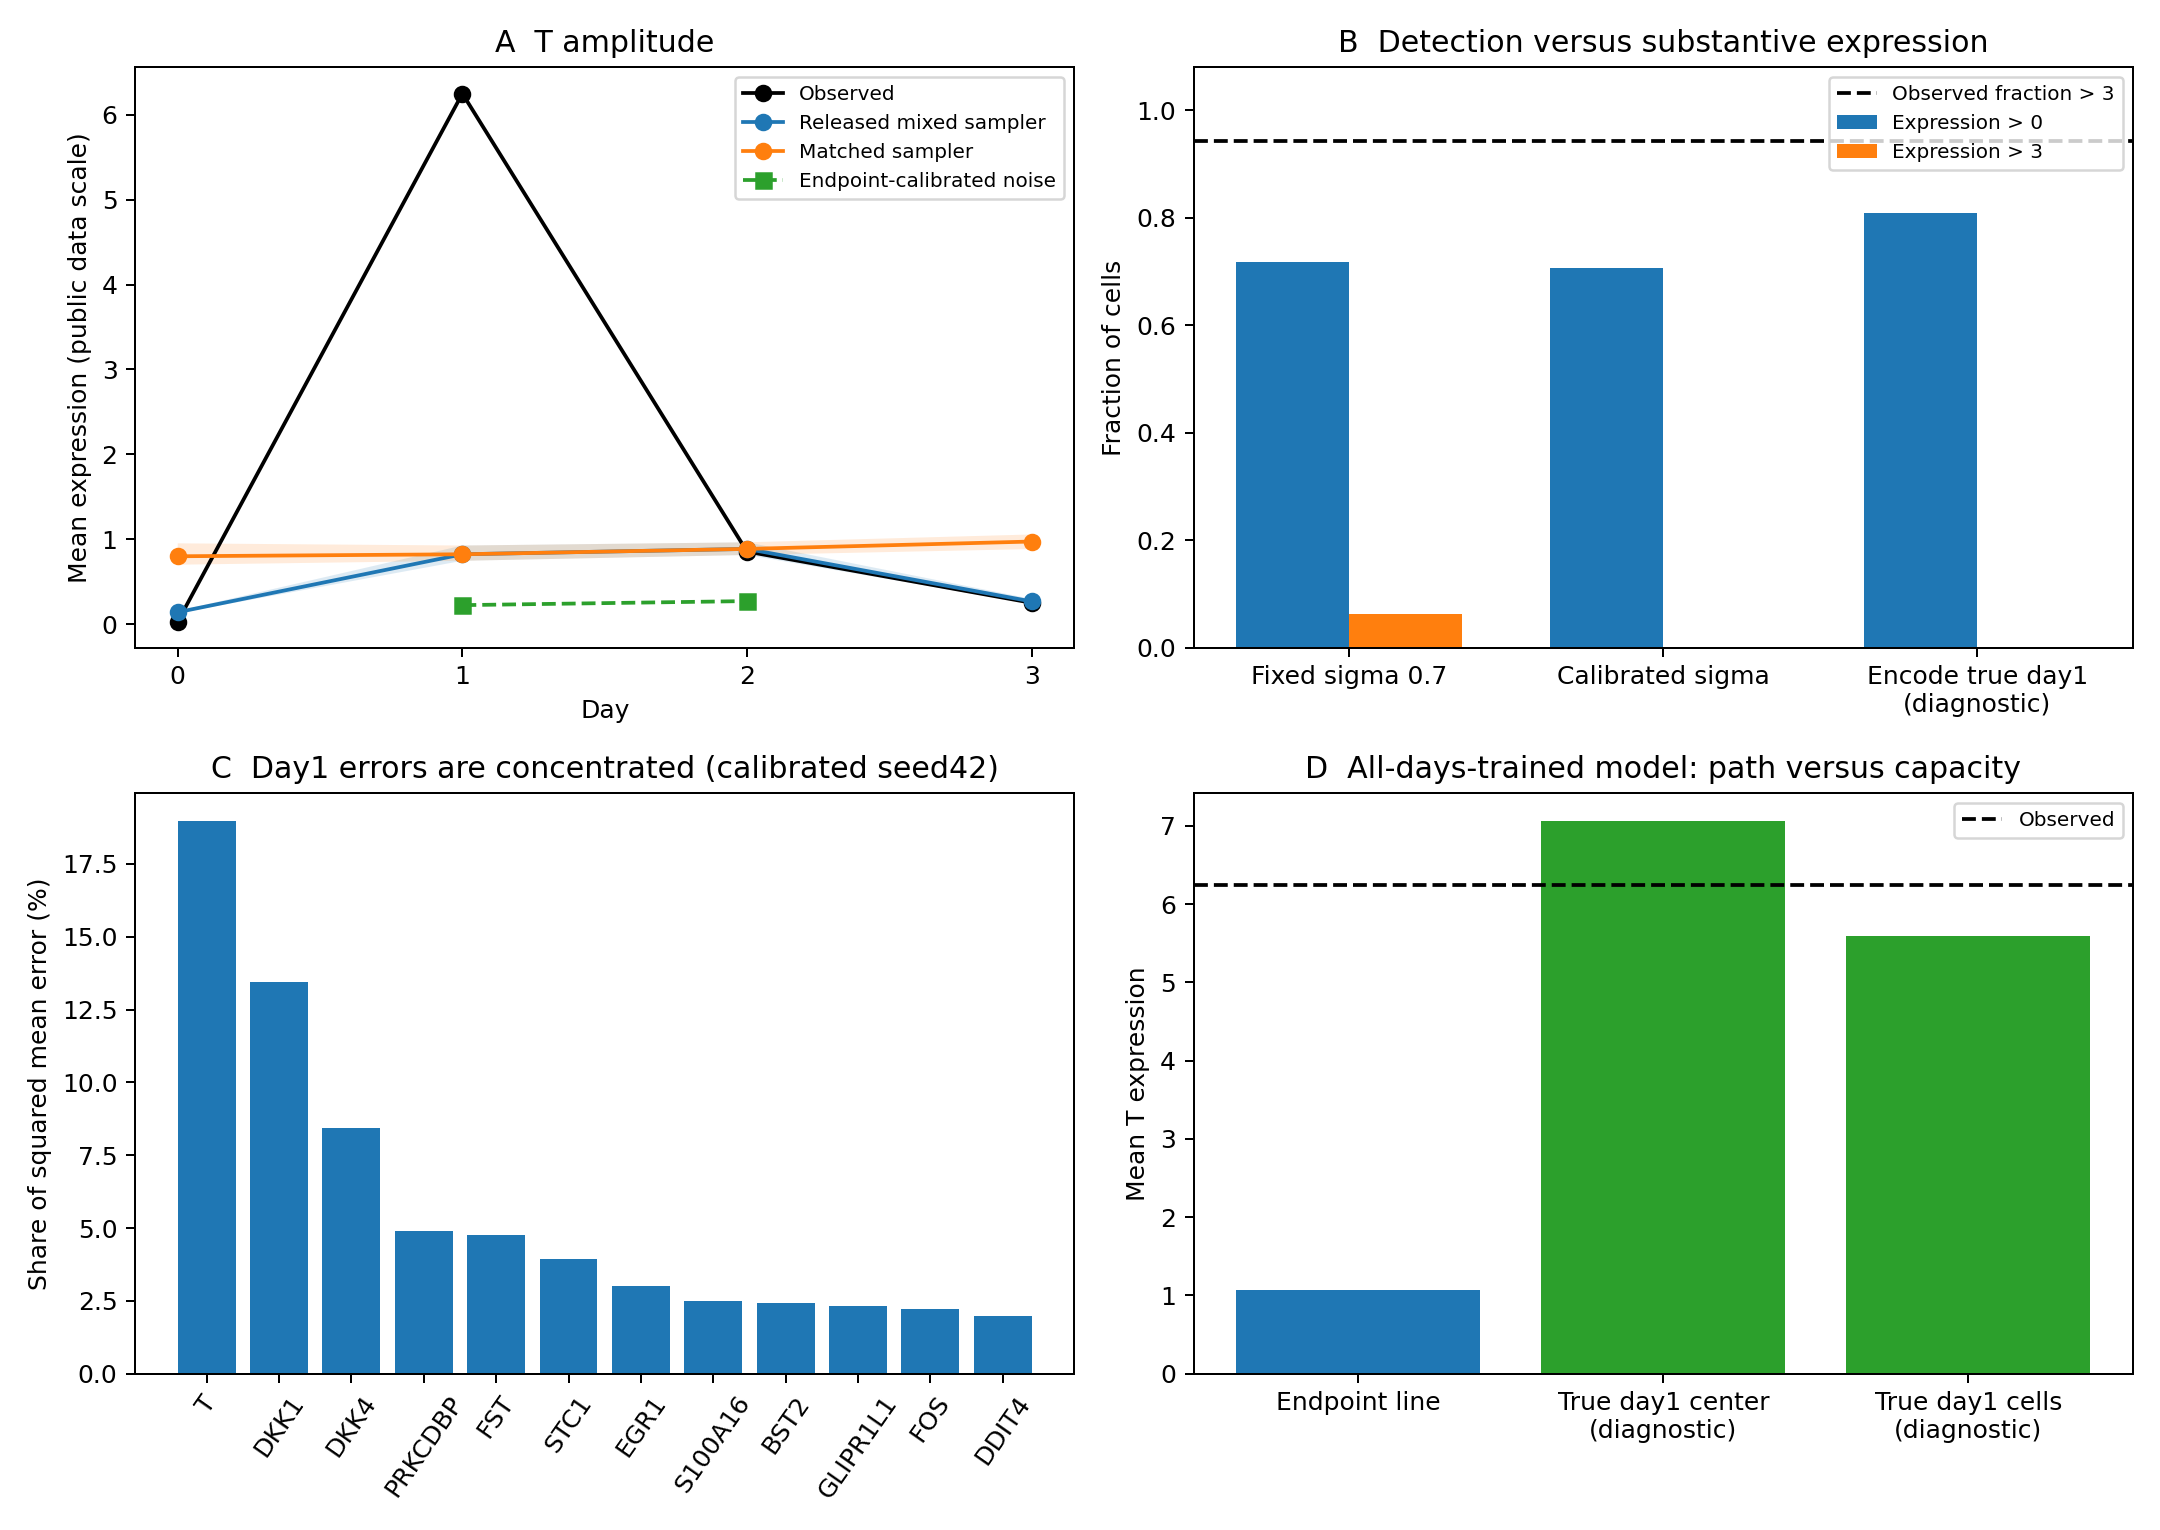 A  T amplitude
Mean expression (public data scale)
6
5
4
3
2
1
0
Observed
Released mixed sampler
Matched sampler
Endpoint-calibrated noise
0
1
2
3
Day
B  Detection versus substantive expression
Fraction of cells
1.0
0.8
0.6
0.4
0.2
0.0
Observed fraction > 3
Expression > 0
Expression > 3
Fixed sigma 0.7
Calibrated sigma
Encode true day1
(diagnostic)
C  Day1 errors are concentrated (calibrated seed42)
Share of squared mean error (%)
17.5
15.0
12.5
10.0
7.5
5.0
2.5
0.0
T
DKK1
DKK4
PRKCDBP
FST
STC1
EGR1
S100A16
BST2
GLIPR1L1
FOS
DDIT4
D  All-days-trained model: path versus capacity
Mean T expression
7
6
5
4
3
2
1
0
Observed
Endpoint line
True day1 center
(diagnostic)
True day1 cells
(diagnostic)